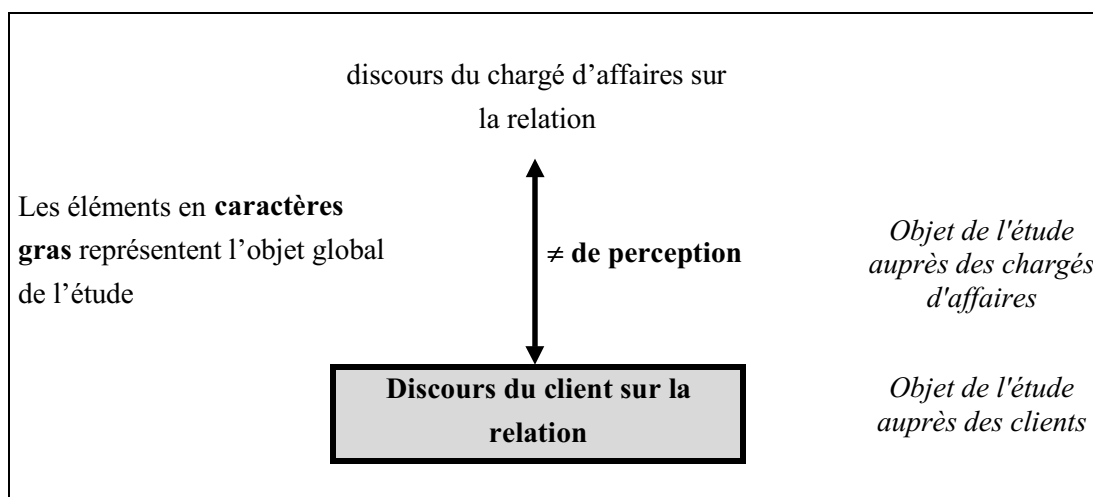 discours du chargé d’affaires sur
la relation
Les éléments en caractères
gras représentent l’objet global
de l’étude
≠ de perception
Objet de l'étude
auprès des chargés
d'affaires
Discours du client sur la
relation
Objet de l'étude
auprès des clients